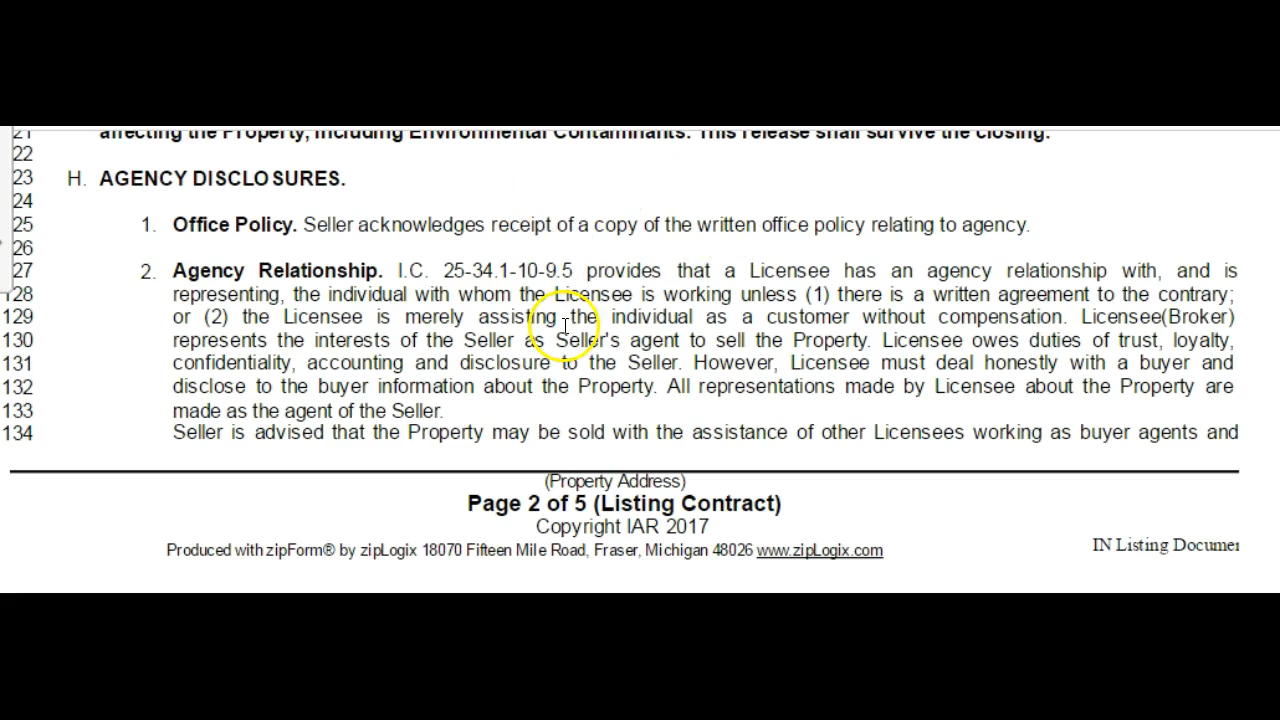 21 affecting the Property, including Environmental Contaminants. This release shall survive the closing.
22
23 H. AGENCY DISCLOSURES.
24
25 1. Office Policy. Seller acknowledges receipt of a copy of the written office policy relating to agency.
26
27 2. Agency Relationship. I.C. 25-34.1-10-9.5 provides that a Licensee has an agency relationship with, and is
128 representing, the individual with whom the Licensee is working unless (1) there is a written agreement to the contrary;
129 or (2) the Licensee is merely assisting the individual as a customer without compensation. Licensee(Broker)
130 represents the interests of the Seller as Seller's agent to sell the Property. Licensee owes duties of trust, loyalty,
131 confidentiality, accounting and disclosure to the Seller. However, Licensee must deal honestly with a buyer and
132 disclose to the buyer information about the Property. All representations made by Licensee about the Property are
133 made as the agent of the Seller.
134 Seller is advised that the Property may be sold with the assistance of other Licensees working as buyer agents and
(Property Address)
Page 2 of 5 (Listing Contract)
Copyright IAR 2017
Produced with zipForm® by zipLogix 18070 Fifteen Mile Road, Fraser, Michigan 48026 www.zipLogix.com
IN Listing Documen